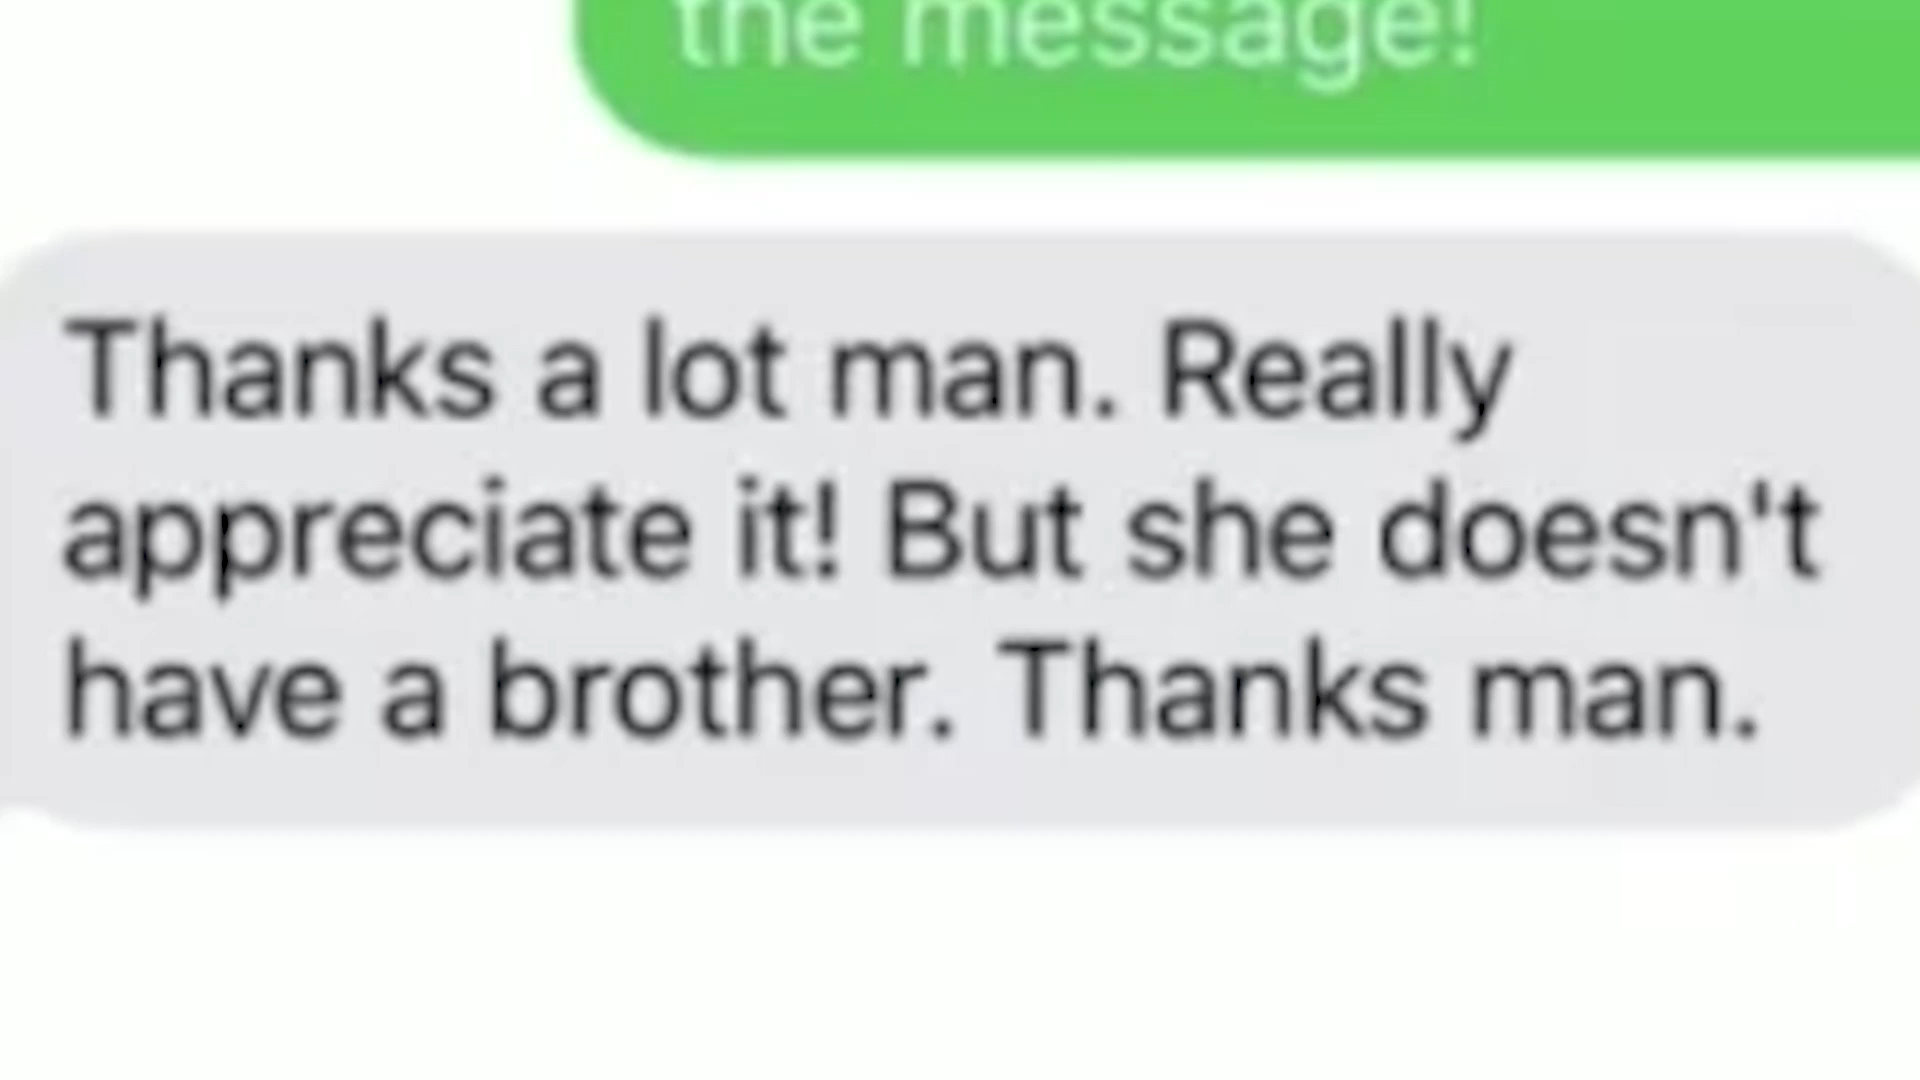 the message!
Thanks a lot man. Really
appreciate it! But she doesn't
have a brother. Thanks man.